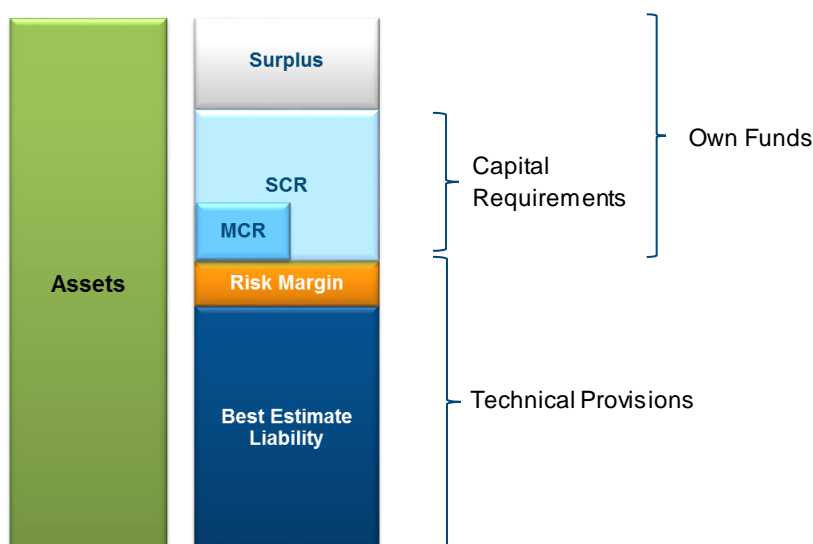 Surplus
Own Funds
Capital
Requirements
SCR
MCR
Assets
Risk Margin
Technical Provisions
Best Estimate
Liability